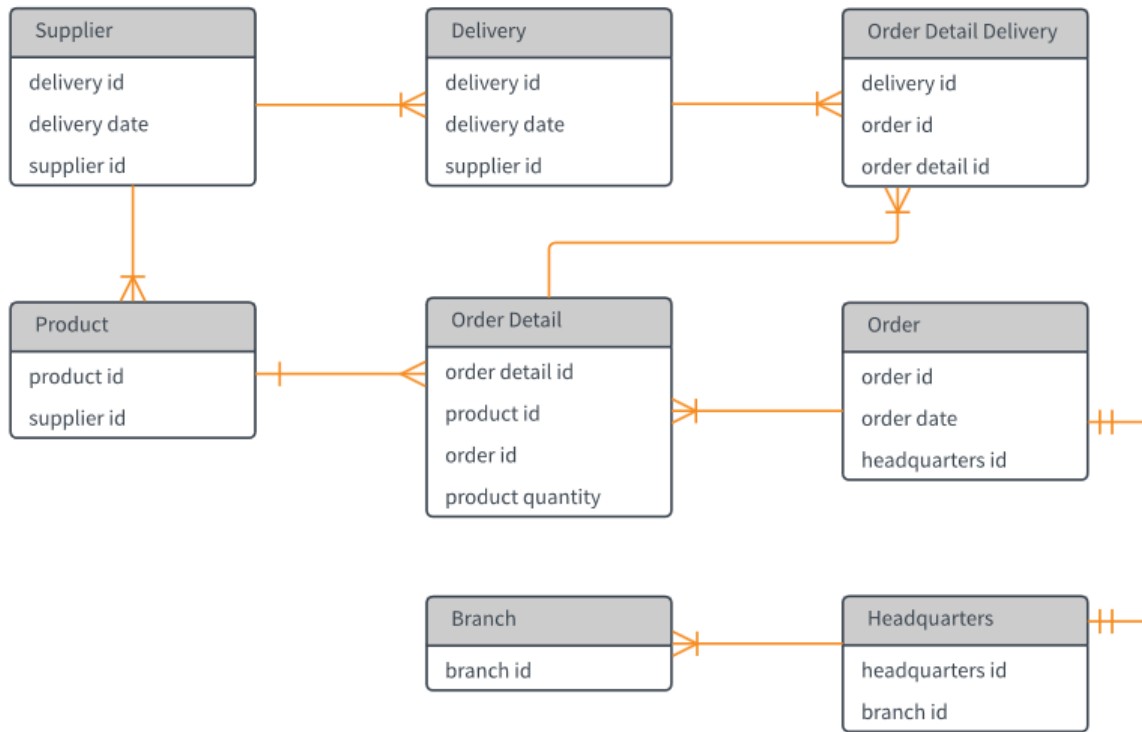 Supplier
delivery id
delivery date
supplier id
Delivery
delivery id
delivery date
supplier id
Order Detail Delivery
delivery id
order id
order detail id
Product
product id
supplier id
Order Detail
order detail id
product id
order id
product quantity
Order
order id
order date
headquarters id
Branch
branch id
Headquarters
headquarters id
branch id